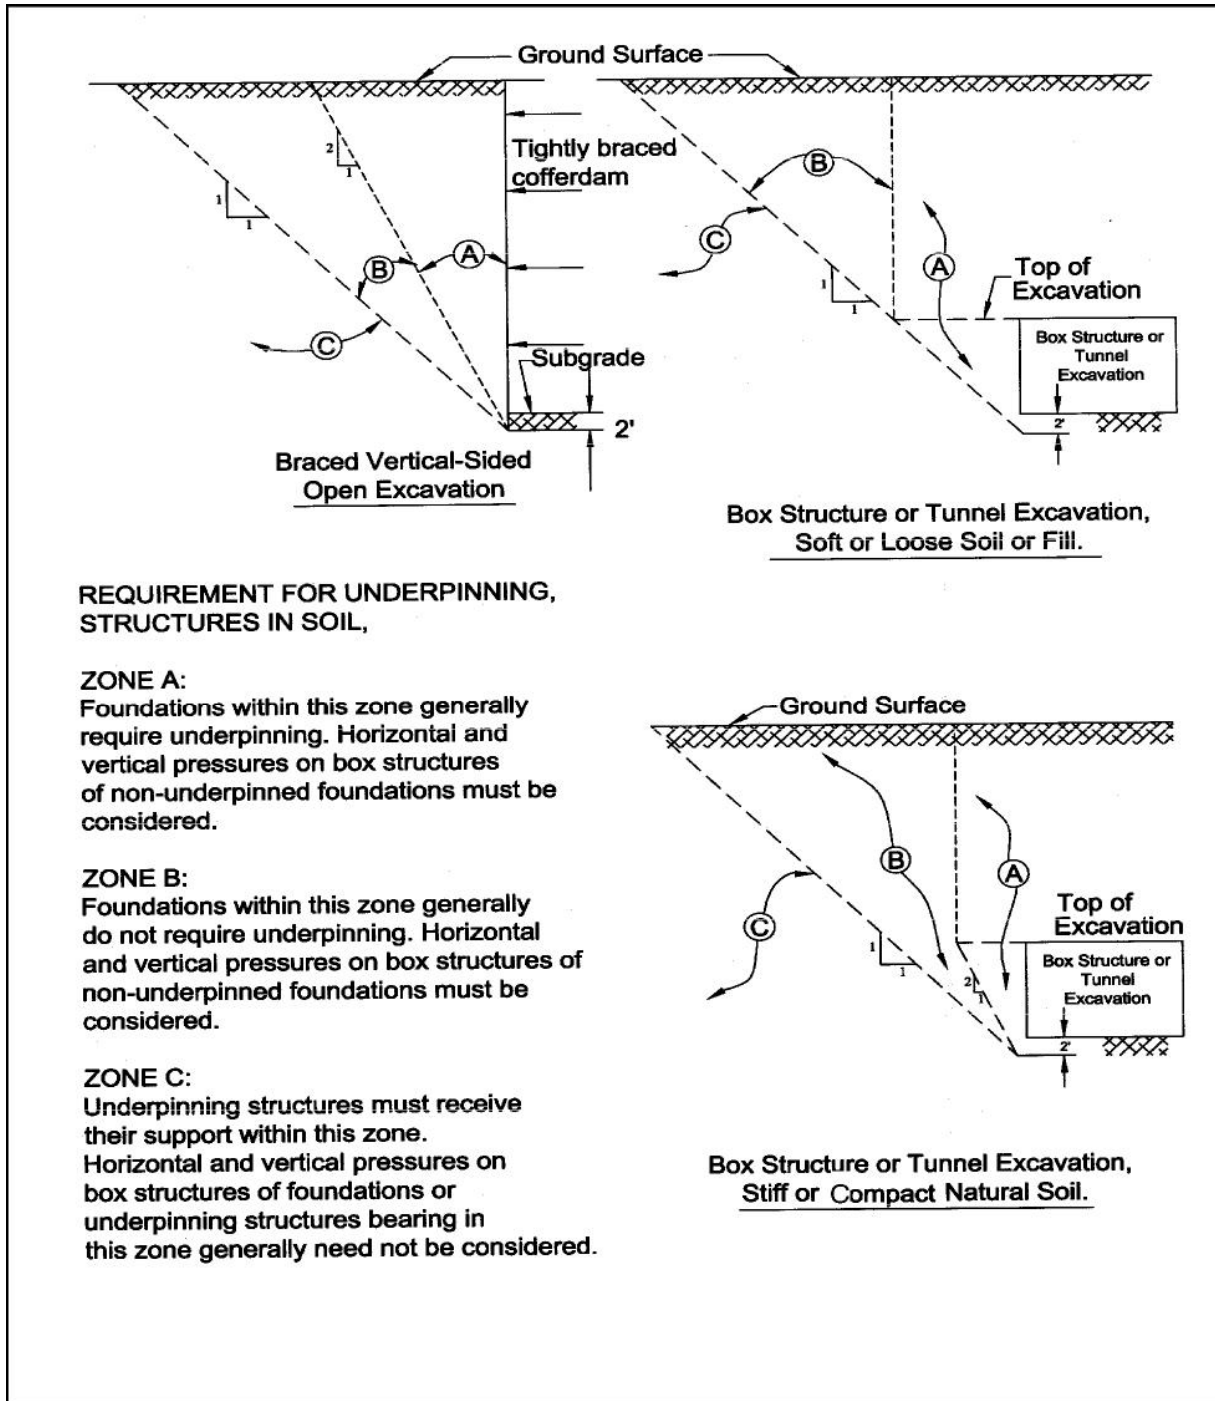 Ground Surface
2
1
Tightly braced
cofferdam
1
1
B
A
C
Subgrade
2'
Braced Vertical-Sided
Open Excavation
B
C
A
1
1
Top of
Excavation
Box Structure or
Tunnel
Excavation
2'
Box Structure or Tunnel Excavation,
Soft or Loose Soil or Fill.
REQUIREMENT FOR UNDERPINNING,
STRUCTURES IN SOIL,
ZONE A:
Foundations within this zone generally
require underpinning. Horizontal and
vertical pressures on box structures
of non-underpinned foundations must be
considered.
ZONE B:
Foundations within this zone generally
do not require underpinning. Horizontal
and vertical pressures on box structures of
non-underpinned foundations must be
considered.
ZONE C:
Underpinning structures must receive
their support within this zone.
Horizontal and vertical pressures on
box structures of foundations or
underpinning structures bearing in
this zone generally need not be considered.
Ground Surface
B
A
C
1
1
2
1
Top of
Excavation
Box Structure or
Tunnel
Excavation
2'
Box Structure or Tunnel Excavation,
Stiff or Compact Natural Soil.